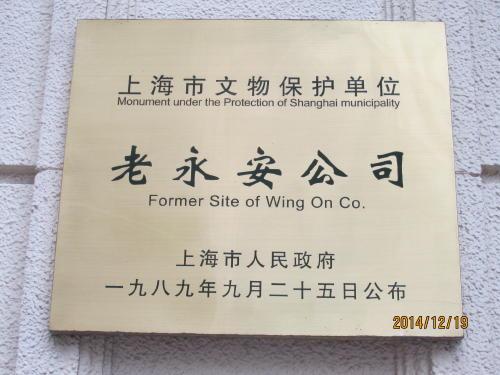 上海市文物保护单位
Monument under the Protection of Shanghai municipality
老永安公司
Former Site of Wing On Co.
上海市人民政府
一九八九年九月二十五日公布
2014/12/19